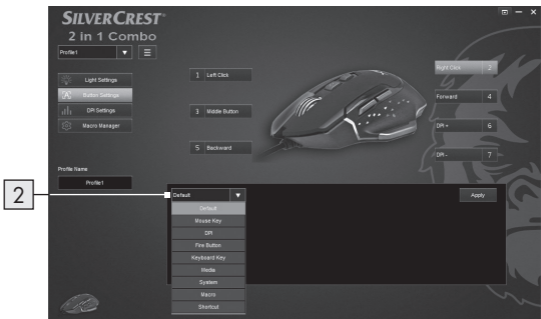 SILVERCREST®
2 in 1 Combo
Profile1
Light Settings
Button Settings
DPI Settings
Macro Manager
Profile Name
Profile1
1 Left Click
3 Middle Button
5 Backward
Right Click 2
Forward 4
DPI + 6
DPI - 7
2
Default
Apply
Default
Mouse Key
DPI
Fire Button
Keyboard Key
Media
System
Macro
Shortcut